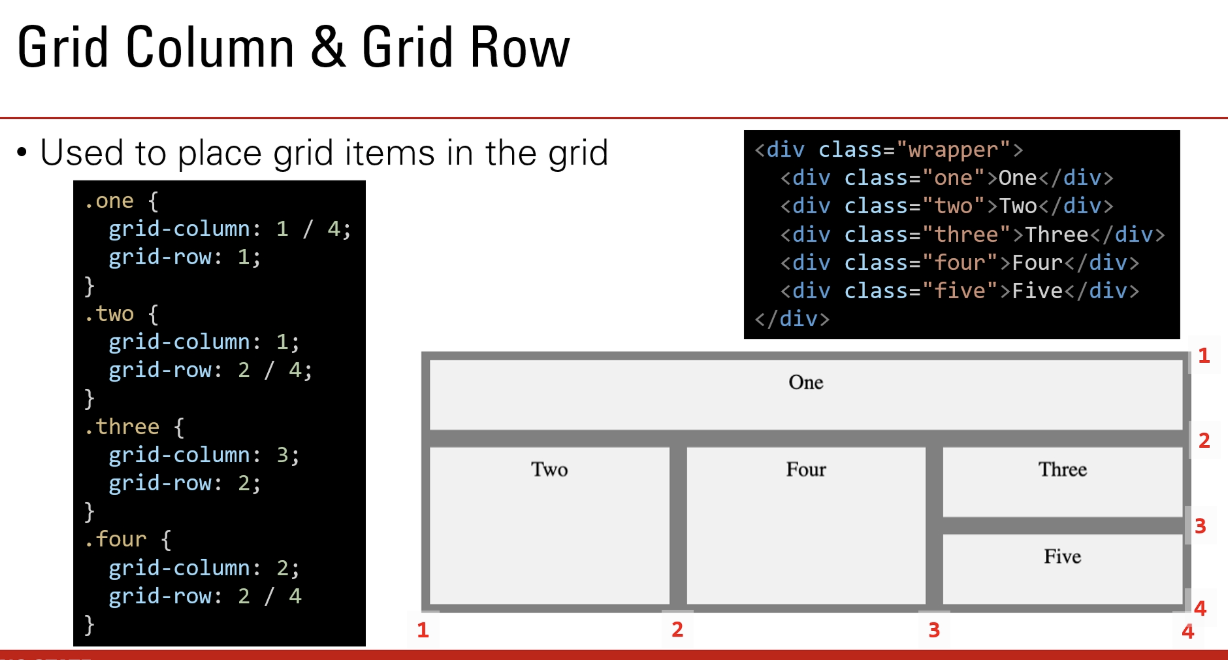 Grid Column & Grid Row
• Used to place grid items in the grid
.one {
  grid-column: 1 / 4;
  grid-row: 1;
}
.two {
  grid-column: 1;
  grid-row: 2 / 4;
}
.three {
  grid-column: 3;
  grid-row: 2;
}
.four {
  grid-column: 2;
  grid-row: 2 / 4
}
<div class="wrapper">
  <div class="one">One</div>
  <div class="two">Two</div>
  <div class="three">Three</div>
  <div class="four">Four</div>
  <div class="five">Five</div>
</div>
1
One
2
Two Four Three
3
Five
4
1 2 3 4